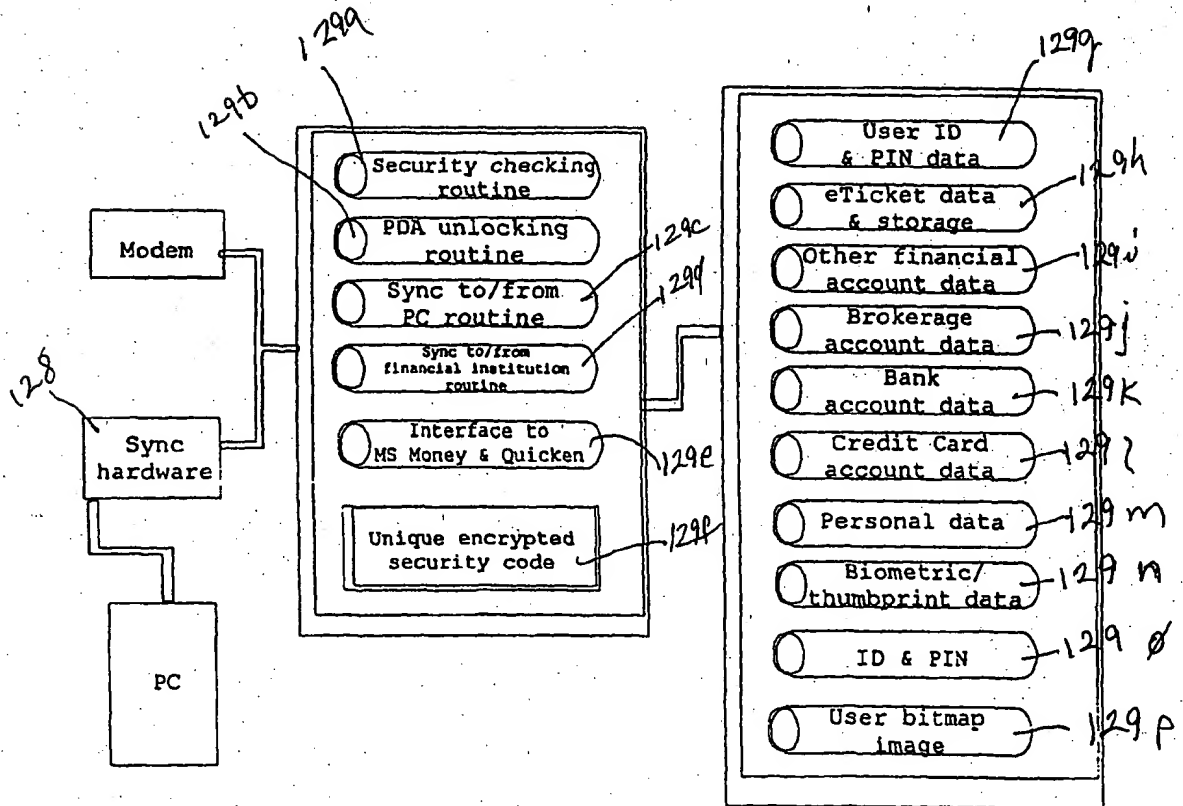 129a
129b
Security checking
routine
PDA unlocking
routine
129c
Sync to/from
PC routine
129d
Sync to/from
financial institution
routine
Interface to
MS Money & Quicken
129e
Unique encrypted
security code
129f
Modem
128
Sync
hardware
PC
129g
User ID
& PIN data
129h
eTicket data
& storage
Other financial
account data
129i
Brokerage
account data
129j
Bank
account data
129k
Credit Card
account data
129l
Personal data
129m
Biometric/
thumbprint data
129n
ID & PIN
129 ø
User bitmap
image
129p